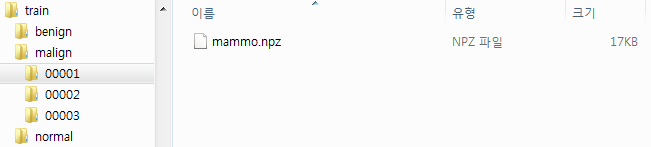 train
benign
malign
00001
00002
00003
normal
이름 유형 크기
mammo.npz NPZ 파일 17KB